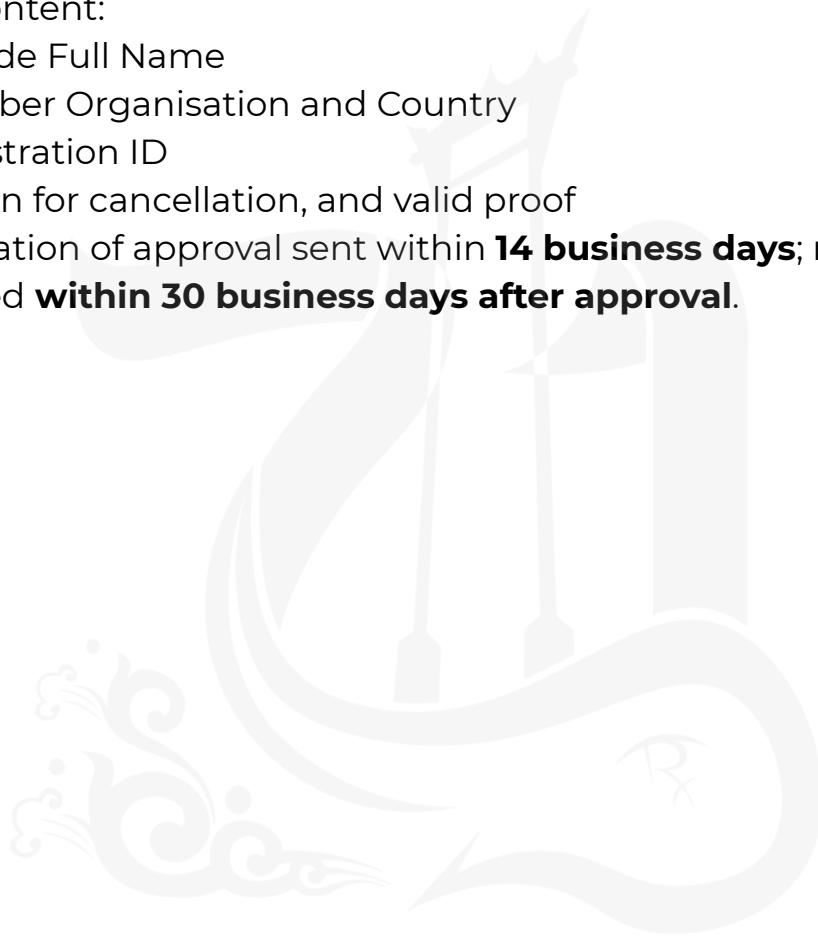 ntent:
de Full Name
ber Organisation and Country
stration ID
n for cancellation, and valid proof
ation of approval sent within 14 business days;
d within 30 business days after approval.
Rx